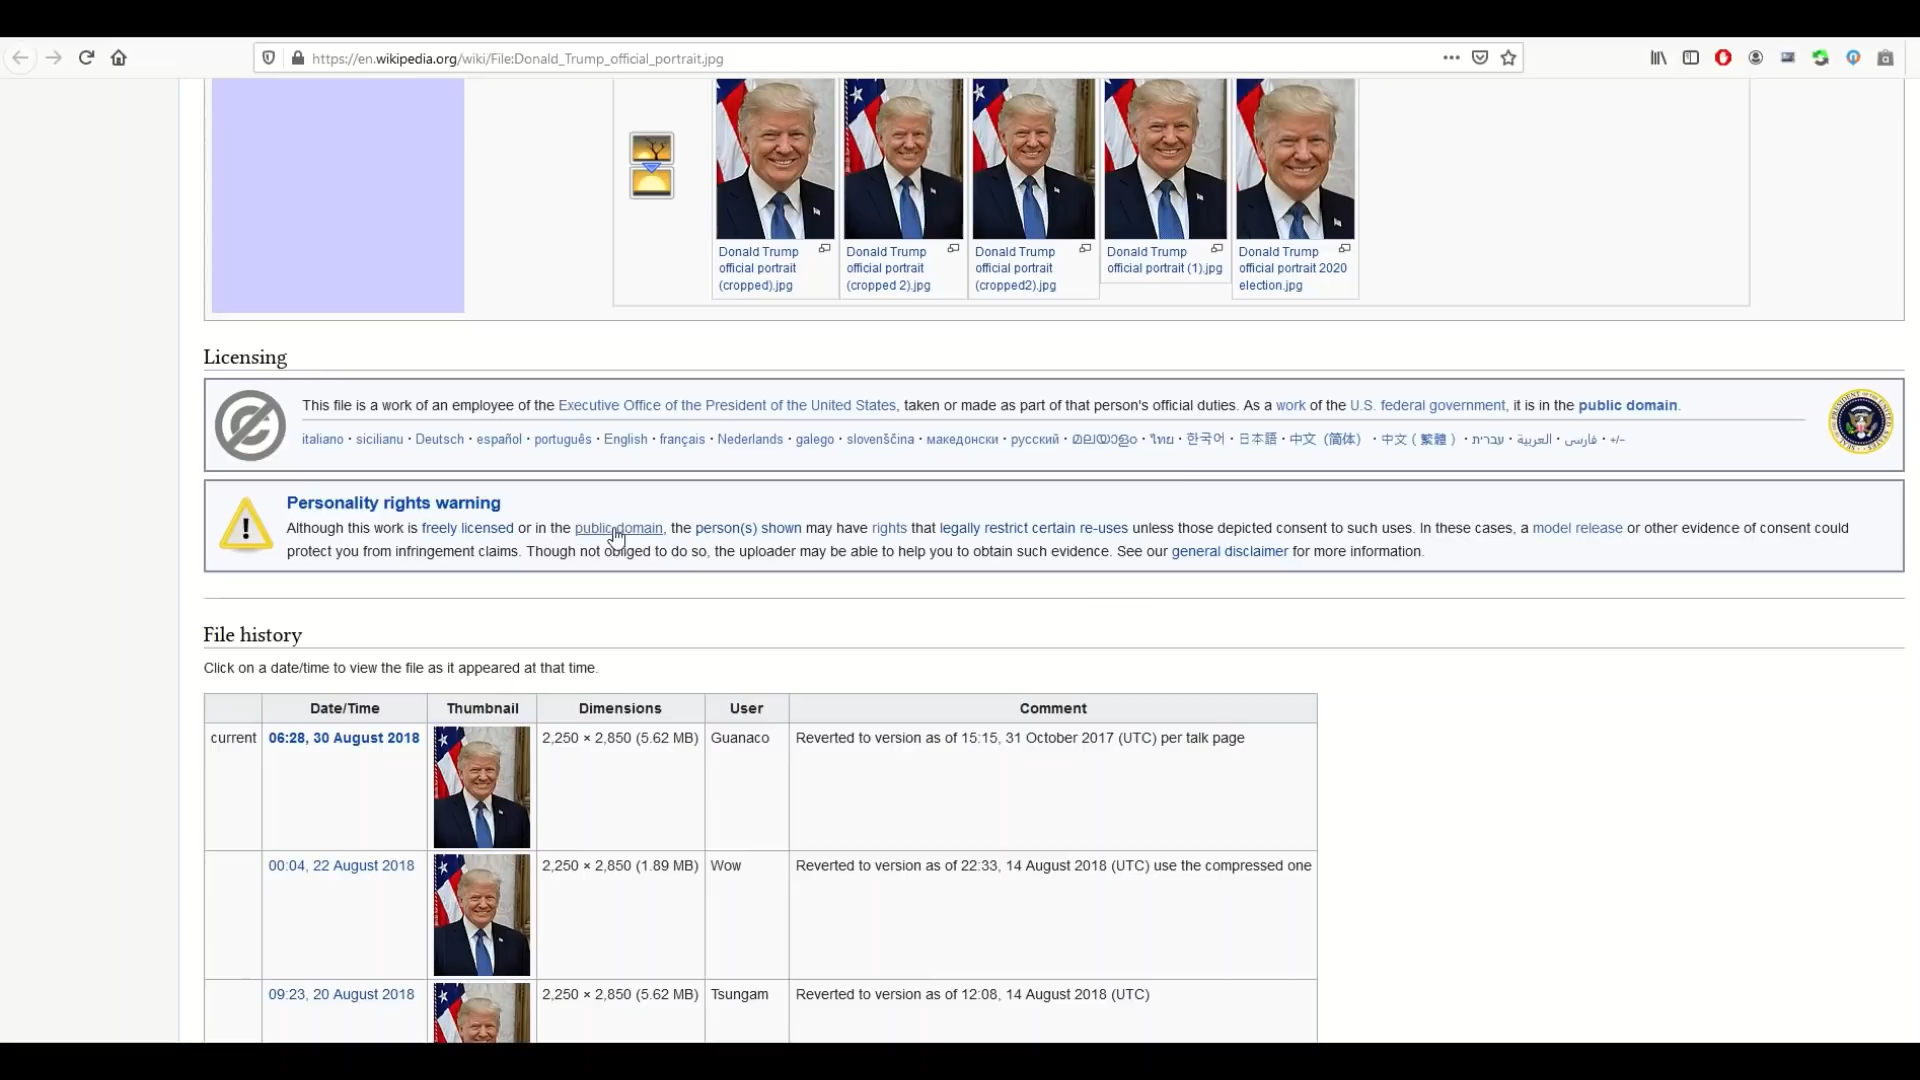 https://en.wikipedia.org/wiki/File:Donald_Trump_official_portrait.jpg
Donald Trump
official portrait
(cropped).jpg
Donald Trump
official portrait
(cropped 2).jpg
Donald Trump
official portrait
(cropped2).jpg
Donald Trump
official portrait (1).jpg
Donald Trump
official portrait 2020
election.jpg
Licensing
This file is a work of an employee of the Executive Office of the President of the United States, taken or made as part of that person's official duties. As a work of the U.S. federal government, it is in the public domain.
italiano · sicilianu · Deutsch · español · português · English · français · Nederlands · galego · slovenščina · македонски · русский · മലയാളം · ไทย · 한국어 · 日本語 · 中文（简体） · 中文（繁體） · עברית · العربية · فارسی · +/−
Personality rights warning
Although this work is freely licensed or in the public domain, the person(s) shown may have rights that legally restrict certain re-uses unless those depicted consent to such uses. In these cases, a model release or other evidence of consent could
protect you from infringement claims. Though not obliged to do so, the uploader may be able to help you to obtain such evidence. See our general disclaimer for more information.
File history
Click on a date/time to view the file as it appeared at that time.
Date/Time Thumbnail Dimensions User Comment
current 06:28, 30 August 2018 2,250 × 2,850 (5.62 MB) Guanaco Reverted to version as of 15:15, 31 October 2017 (UTC) per talk page
00:04, 22 August 2018 2,250 × 2,850 (1.89 MB) Wow Reverted to version as of 22:33, 14 August 2018 (UTC) use the compressed one
09:23, 20 August 2018 2,250 × 2,850 (5.62 MB) Tsungam Reverted to version as of 12:08, 14 August 2018 (UTC)